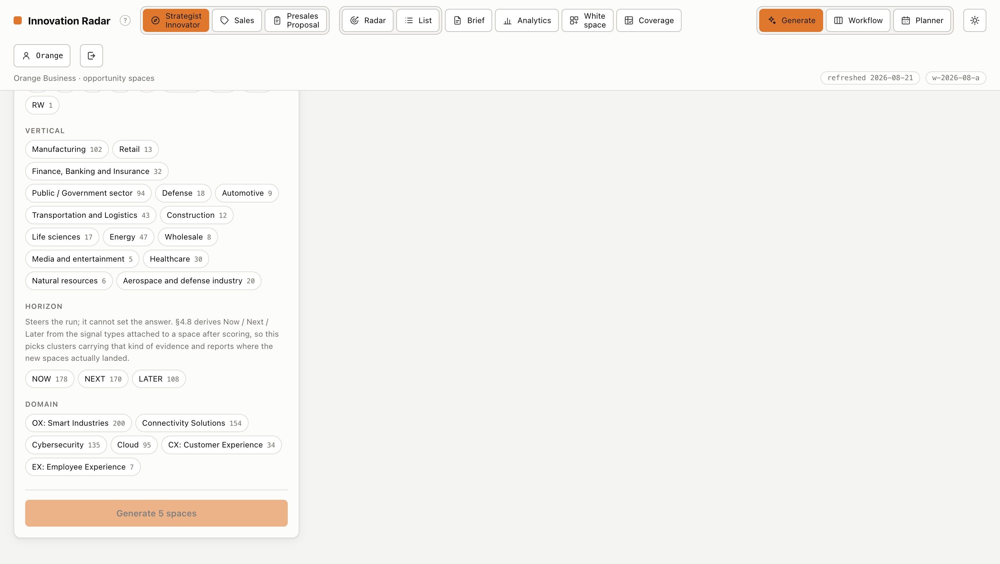 Innovation Radar
?
Strategist
Innovator
Sales
Presales
Proposal
Radar
List
Brief
Analytics
White
space
Coverage
Generate
Workflow
Planner
Orange
Orange Business · opportunity spaces
refreshed 2026-08-21
w-2026-08-a
RW 1
VERTICAL
Manufacturing 102
Retail 13
Finance, Banking and Insurance 32
Public / Government sector 94
Defense 18
Automotive 9
Transportation and Logistics 43
Construction 12
Life sciences 17
Energy 47
Wholesale 8
Media and entertainment 5
Healthcare 30
Natural resources 6
Aerospace and defense industry 20
HORIZON
Steers the run; it cannot set the answer. §4.8 derives Now / Next /
Later from the signal types attached to a space after scoring, so this
picks clusters carrying that kind of evidence and reports where the
new spaces actually landed.
NOW 178
NEXT 170
LATER 108
DOMAIN
OX: Smart Industries 200
Connectivity Solutions 154
Cybersecurity 135
Cloud 95
CX: Customer Experience 34
EX: Employee Experience 7
Generate 5 spaces